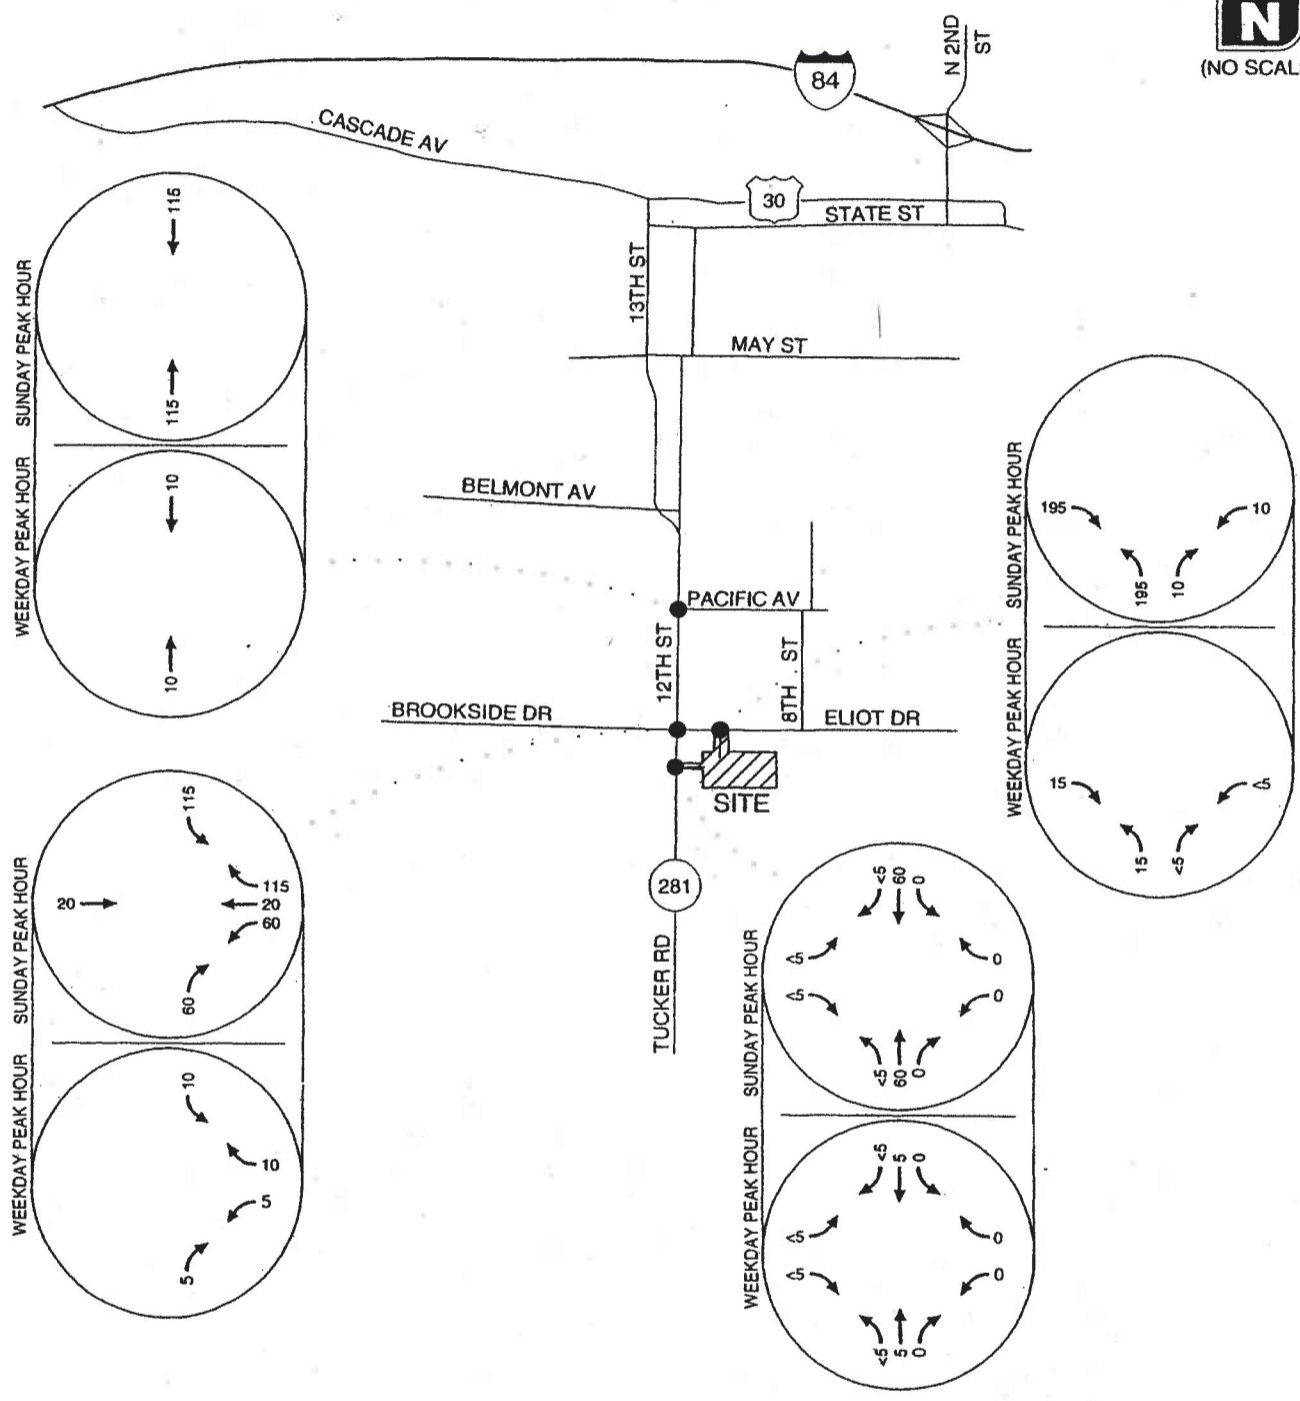 N
(NO SCAL
N 2ND
ST
84
CASCADE AV
30
STATE ST
13TH ST
MAY ST
BELMONT AV
PACIFIC AV
12TH ST
8TH ST
BROOKSIDE DR
ELIOT DR
SITE
281
TUCKER RD
SUNDAY PEAK HOUR
115
115
WEEKDAY PEAK HOUR
10
10
SUNDAY PEAK HOUR
195
10
195
10
WEEKDAY PEAK HOUR
15
<5
15
<5
SUNDAY PEAK HOUR
115
20
115
20
60
60
WEEKDAY PEAK HOUR
10
10
5
5
SUNDAY PEAK HOUR
<5 60 0
<5
0
<5
0
<5 60 0
WEEKDAY PEAK HOUR
<5 5 0
<5
0
<5
0
<5 5 0